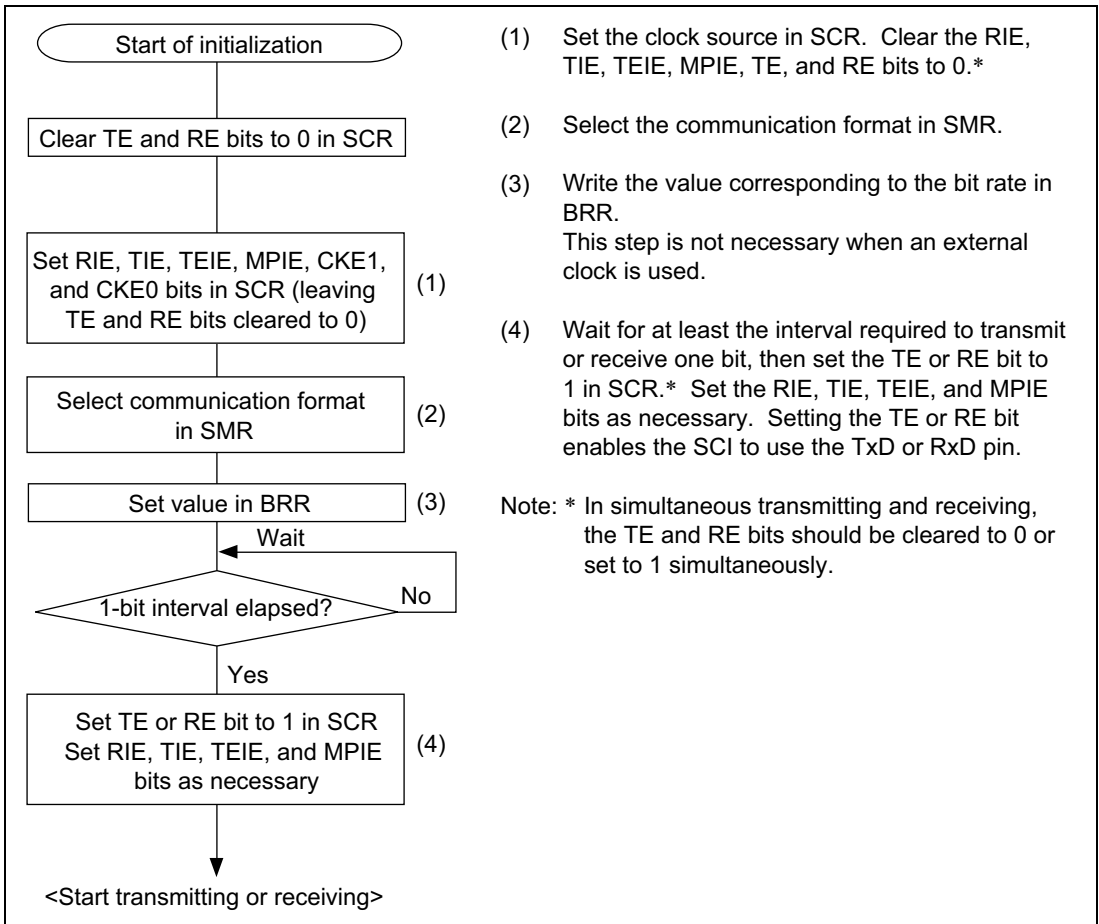 Start of initialization
Clear TE and RE bits to 0 in SCR
Set RIE, TIE, TEIE, MPIE, CKE1,
and CKE0 bits in SCR (leaving
TE and RE bits cleared to 0)
(1)
Select communication format
in SMR
(2)
Set value in BRR
(3)
Wait
1-bit interval elapsed?
No
Yes
Set TE or RE bit to 1 in SCR
Set RIE, TIE, TEIE, and MPIE
bits as necessary
(4)
<Start transmitting or receiving>
(1) Set the clock source in SCR. Clear the RIE,
TIE, TEIE, MPIE, TE, and RE bits to 0.*
(2) Select the communication format in SMR.
(3) Write the value corresponding to the bit rate in
BRR.
This step is not necessary when an external
clock is used.
(4) Wait for at least the interval required to transmit
or receive one bit, then set the TE or RE bit to
1 in SCR.* Set the RIE, TIE, TEIE, and MPIE
bits as necessary. Setting the TE or RE bit
enables the SCI to use the TxD or RxD pin.
Note: * In simultaneous transmitting and receiving,
the TE and RE bits should be cleared to 0 or
set to 1 simultaneously.